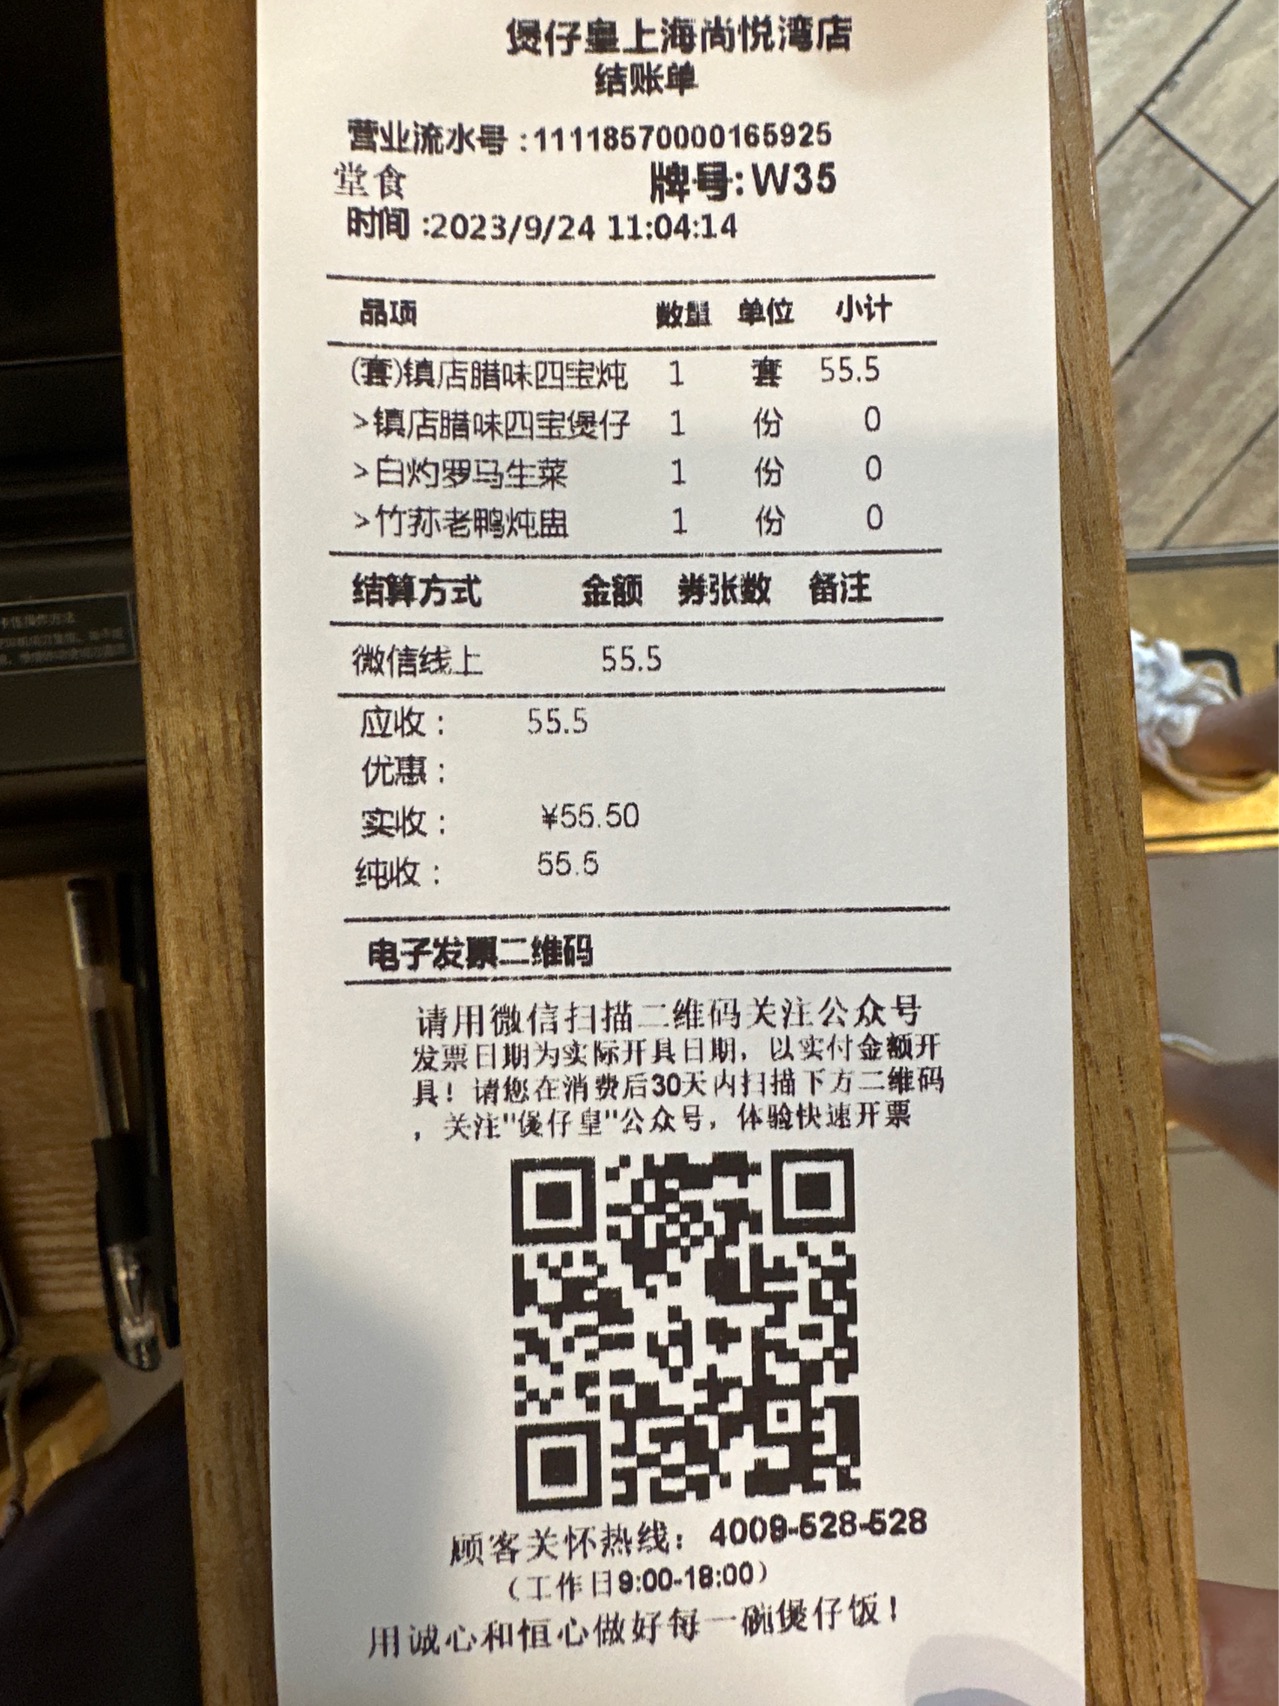 煲仔皇上海尚悦湾店
结账单
营业流水号:11118570000165925
堂食 牌号:W35
时间:2023/9/24 11:04:14
品项 数量 单位 小计
(套)镇店腊味四宝炖 1 套 55.5
>镇店腊味四宝煲仔 1 份 0
>白灼罗马生菜 1 份 0
>竹荪老鸭炖盅 1 份 0
结算方式 金额 券张数 备注
微信线上 55.5
应收: 55.5
优惠:
实收: ¥55.50
纯收: 55.5
电子发票二维码
请用微信扫描二维码关注公众号
发票日期为实际开具日期，以实付金额开
具！请您在消费后30天内扫描下方二维码
，关注"煲仔皇"公众号，体验快速开票
顾客关怀热线：4009-528-528
（工作日9:00-18:00）
用诚心和恒心做好每一碗煲仔饭！